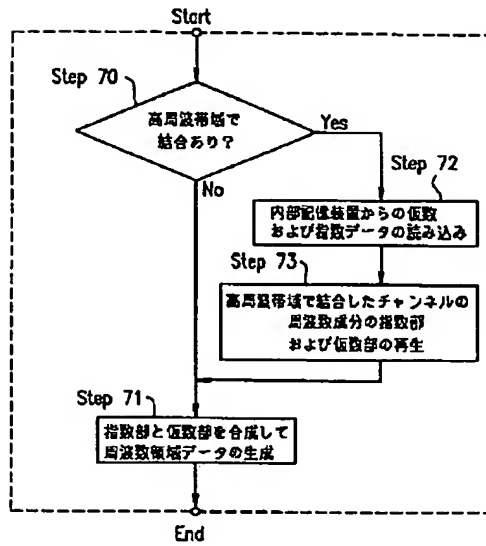 Start
Step 70
高周波帯域で
結合あり?
Yes
No
Step 72
内部記憶装置からの仮数
および指数データの読み込み
Step 73
高周波帯域で結合したチャンネルの
周波数成分の指数部
および仮数部の再生
Step 71
指数部と仮数部を合成して
周波数領域データの生成
End